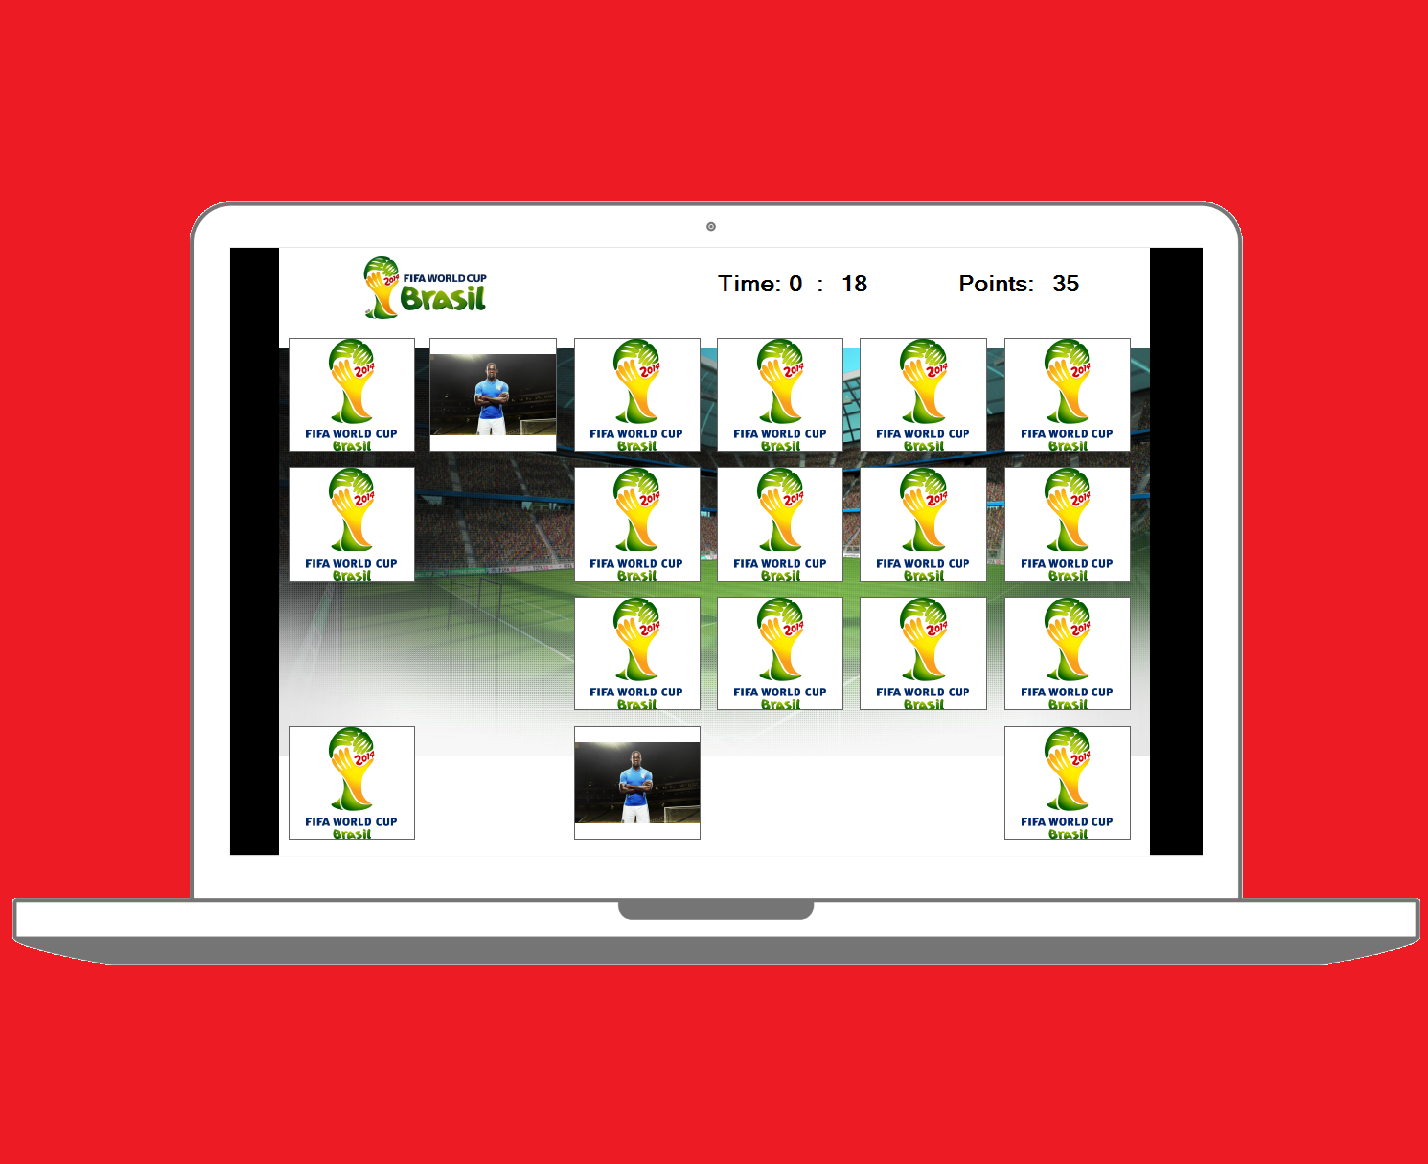 2014 FIFA WORLD CUP
Brasil
Time: 0 : 18 Points: 35
2014 2014 2014 2014 2014
FIFA WORLD CUP FIFA WORLD CUP FIFA WORLD CUP FIFA WORLD CUP FIFA WORLD CUP
Brasil Brasil Brasil Brasil Brasil
2014 2014 2014 2014 2014
FIFA WORLD CUP FIFA WORLD CUP FIFA WORLD CUP FIFA WORLD CUP FIFA WORLD CUP
Brasil Brasil Brasil Brasil Brasil
2014 2014 2014 2014
FIFA WORLD CUP FIFA WORLD CUP FIFA WORLD CUP FIFA WORLD CUP
Brasil Brasil Brasil Brasil
2014 2014
FIFA WORLD CUP FIFA WORLD CUP
Brasil Brasil